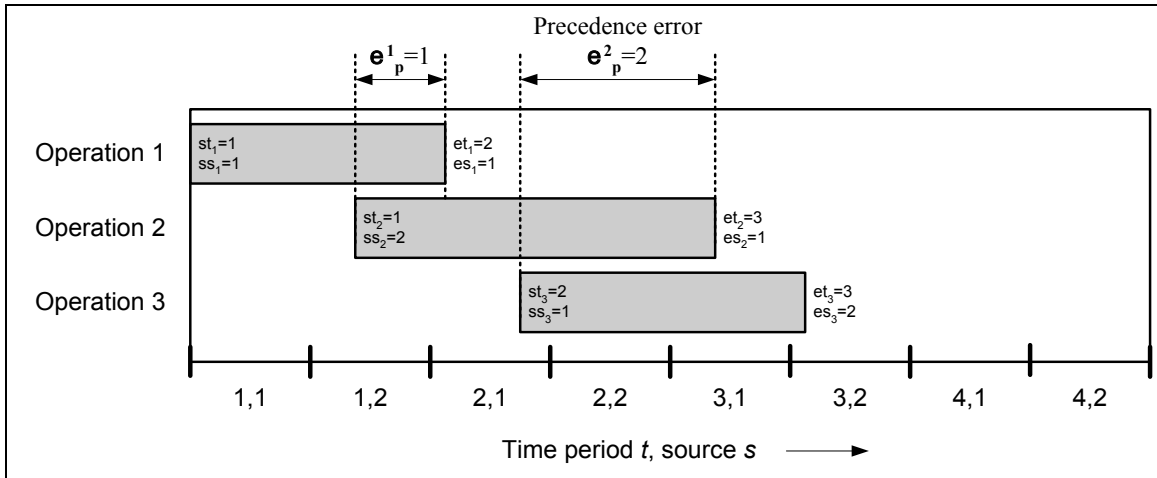 Precedence error
e¹ₚ=1
e²ₚ=2
Operation 1
st₁=1
ss₁=1
et₁=2
es₁=1
Operation 2
st₂=1
ss₂=2
et₂=3
es₂=1
Operation 3
st₃=2
ss₃=1
et₃=3
es₃=2
1,1 1,2 2,1 2,2 3,1 3,2 4,1 4,2
Time period t, source s